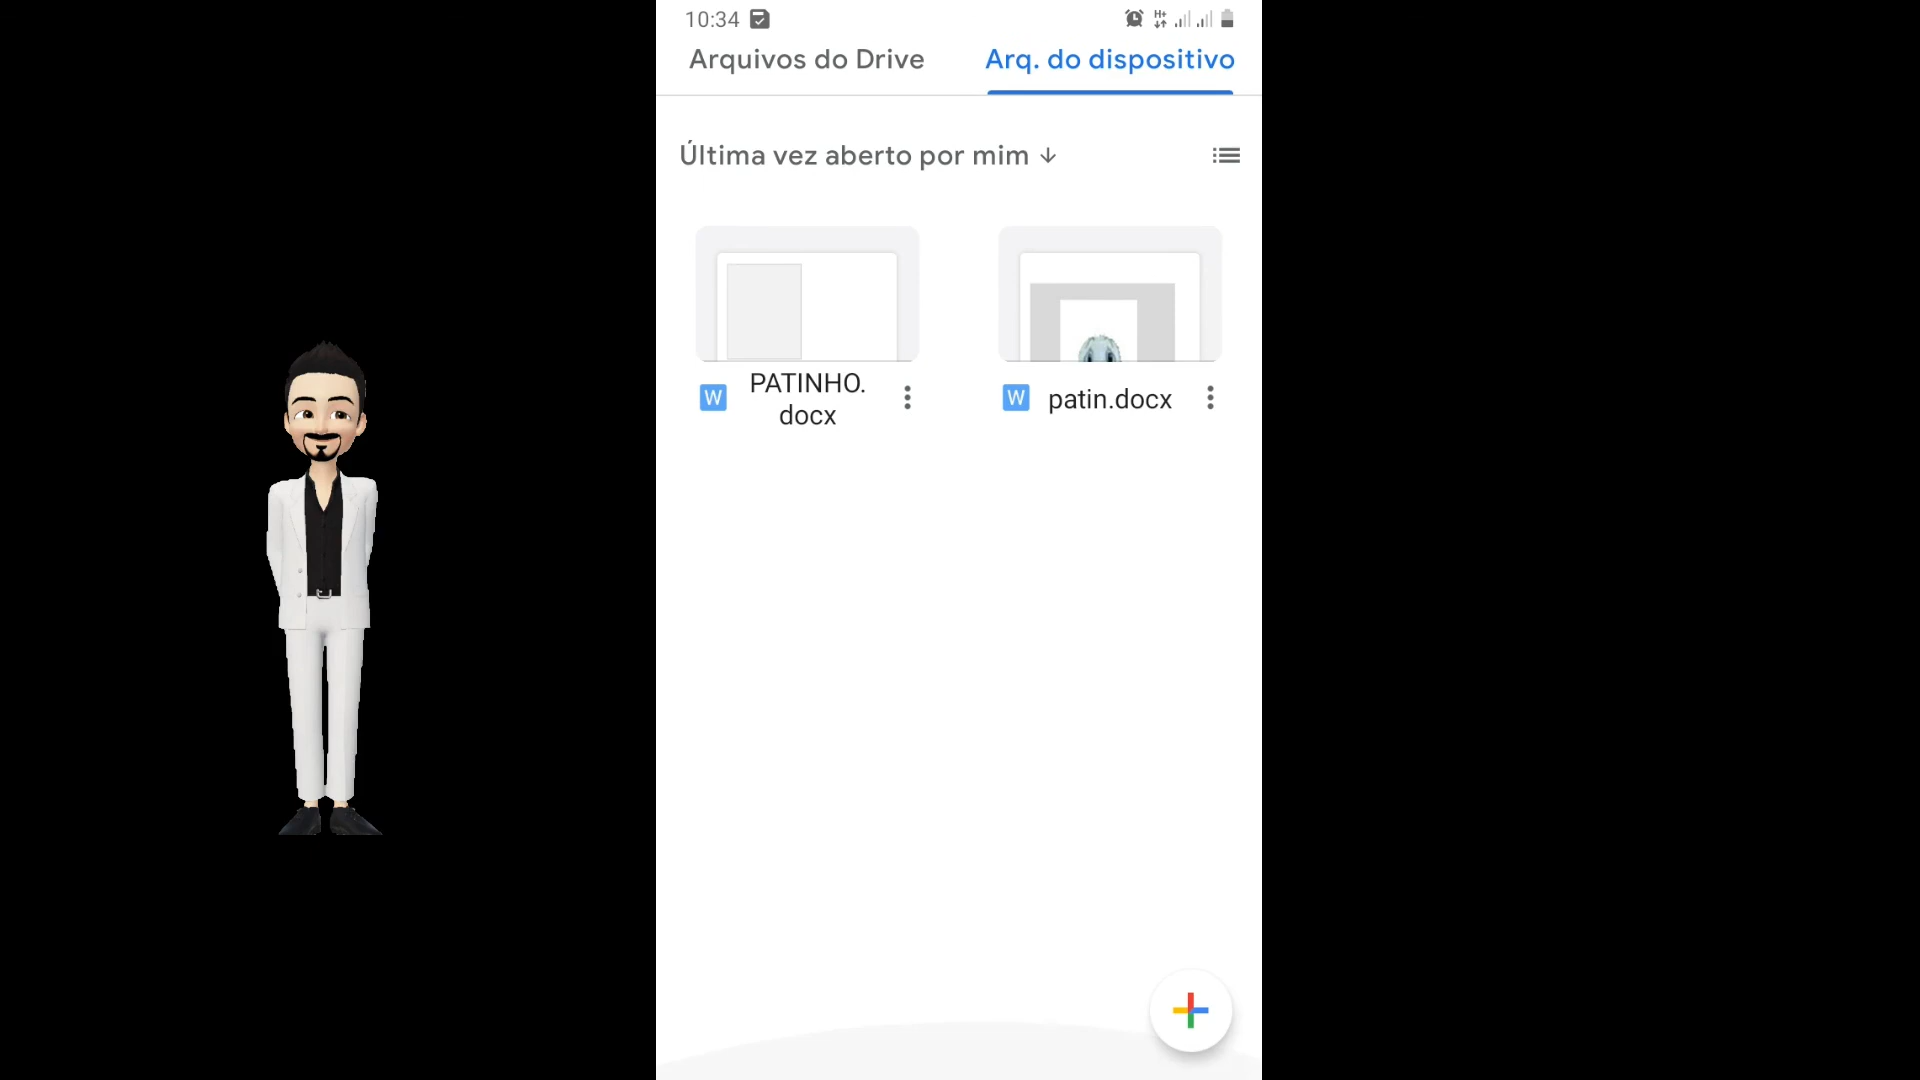 10:34
H+
Arquivos do Drive
Arq. do dispositivo
Última vez aberto por mim
W
PATINHO.
docx
W
patin.docx